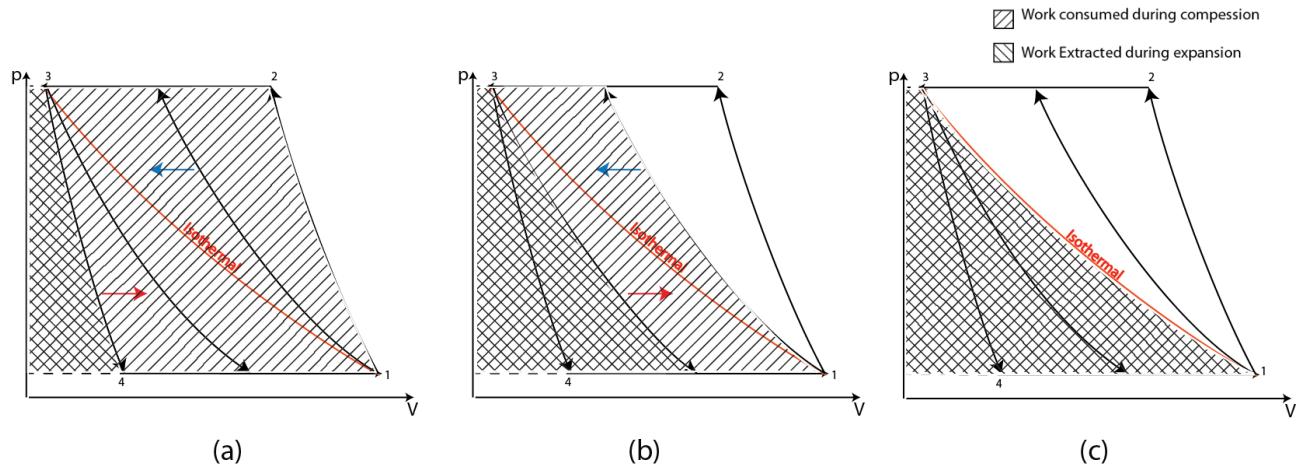 Work consumed during compession
Work Extracted during expansion
p
3
2
Isothermal
4
1
V
(a)
p
3
2
Isothermal
4
1
V
(b)
p
3
2
Isothermal
4
1
V
(c)